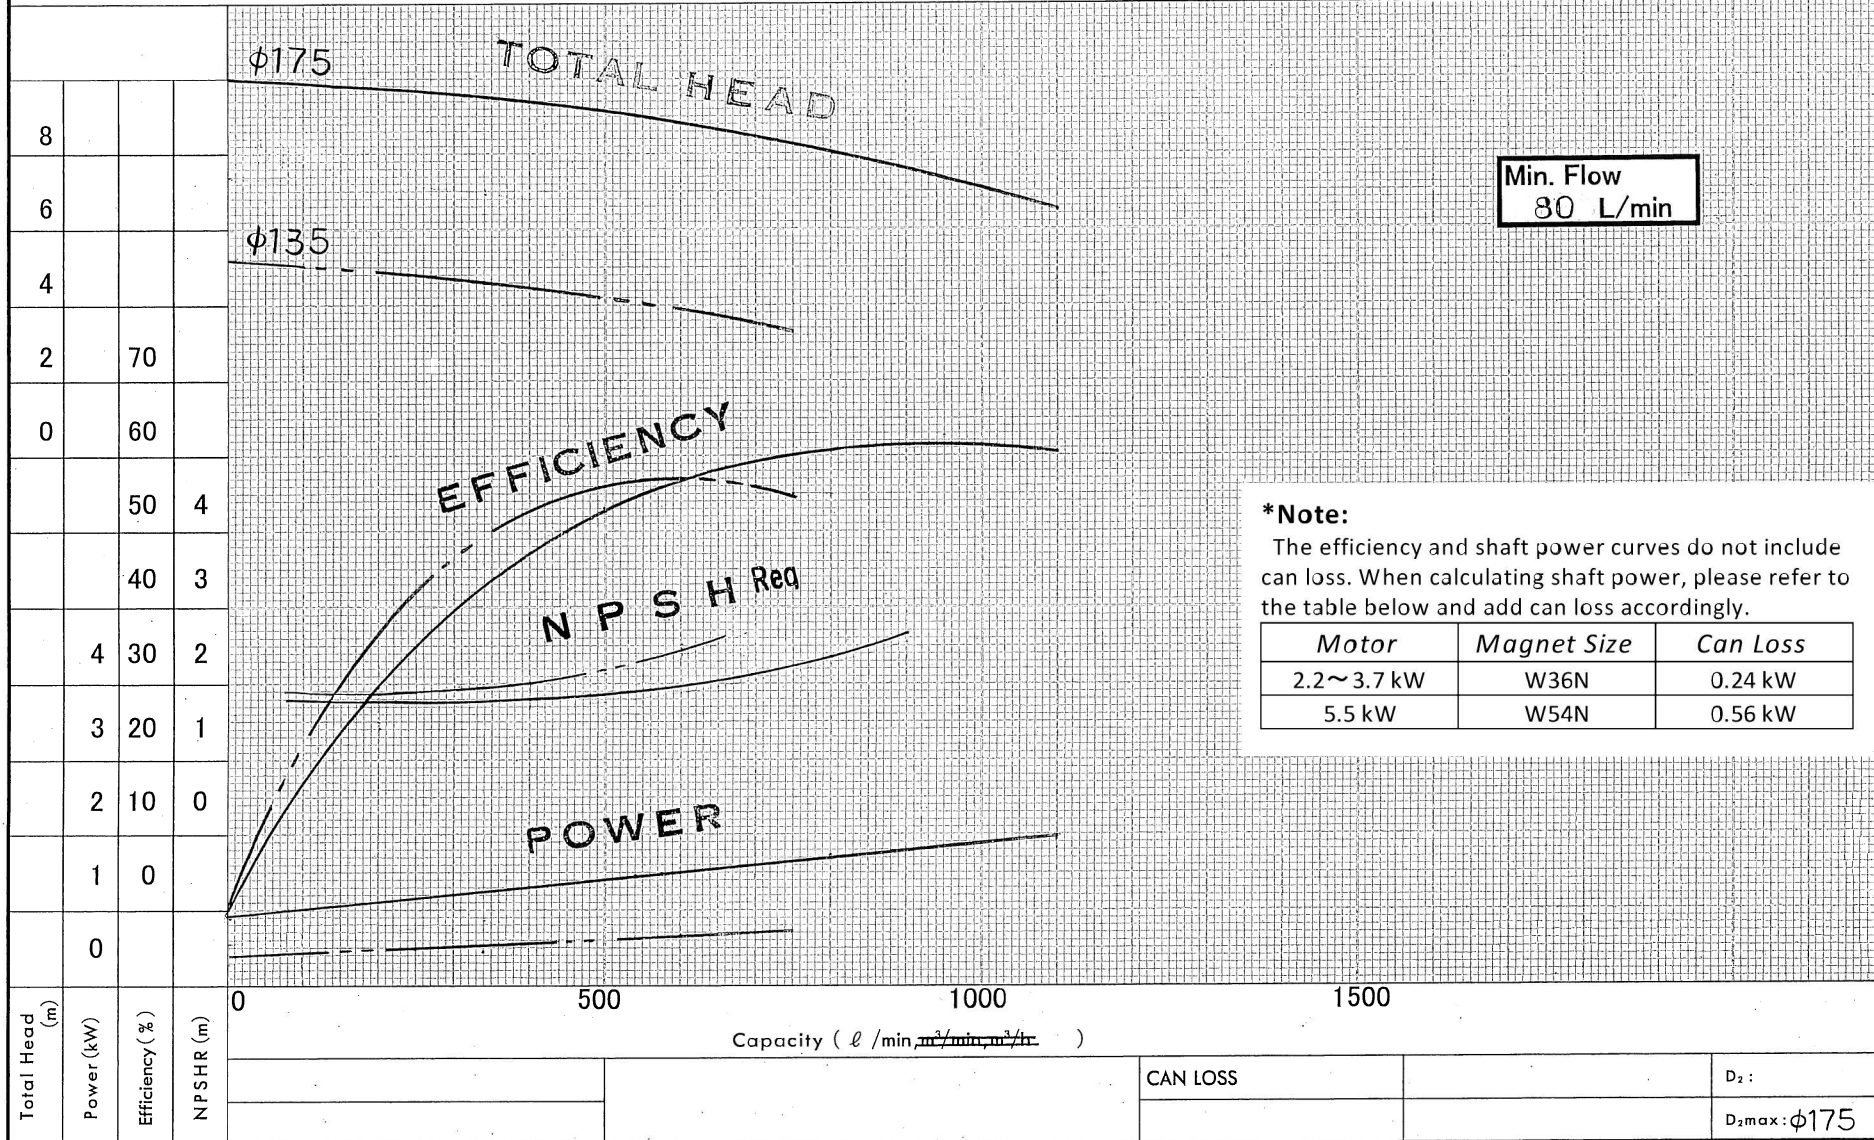 φ175
TOTAL HEAD
8
6
Min. Flow
80 L/min
φ135
4
2 70
0 60
EFFICIENCY
50 4
*Note:
The efficiency and shaft power curves do not include
can loss. When calculating shaft power, please refer to
the table below and add can loss accordingly.
Motor Magnet Size Can Loss
2.2~3.7 kW W36N 0.24 kW
5.5 kW W54N 0.56 kW
40 3
NPSH Req
4 30 2
3 20 1
2 10 0
POWER
1 0
0
0 500 1000 1500
Capacity ( ℓ /min, m³/min, m³/h )
Total Head (m)
Power (kW)
Efficiency (%)
NPSHR (m)
CAN LOSS
D₂ :
D₂max : φ175